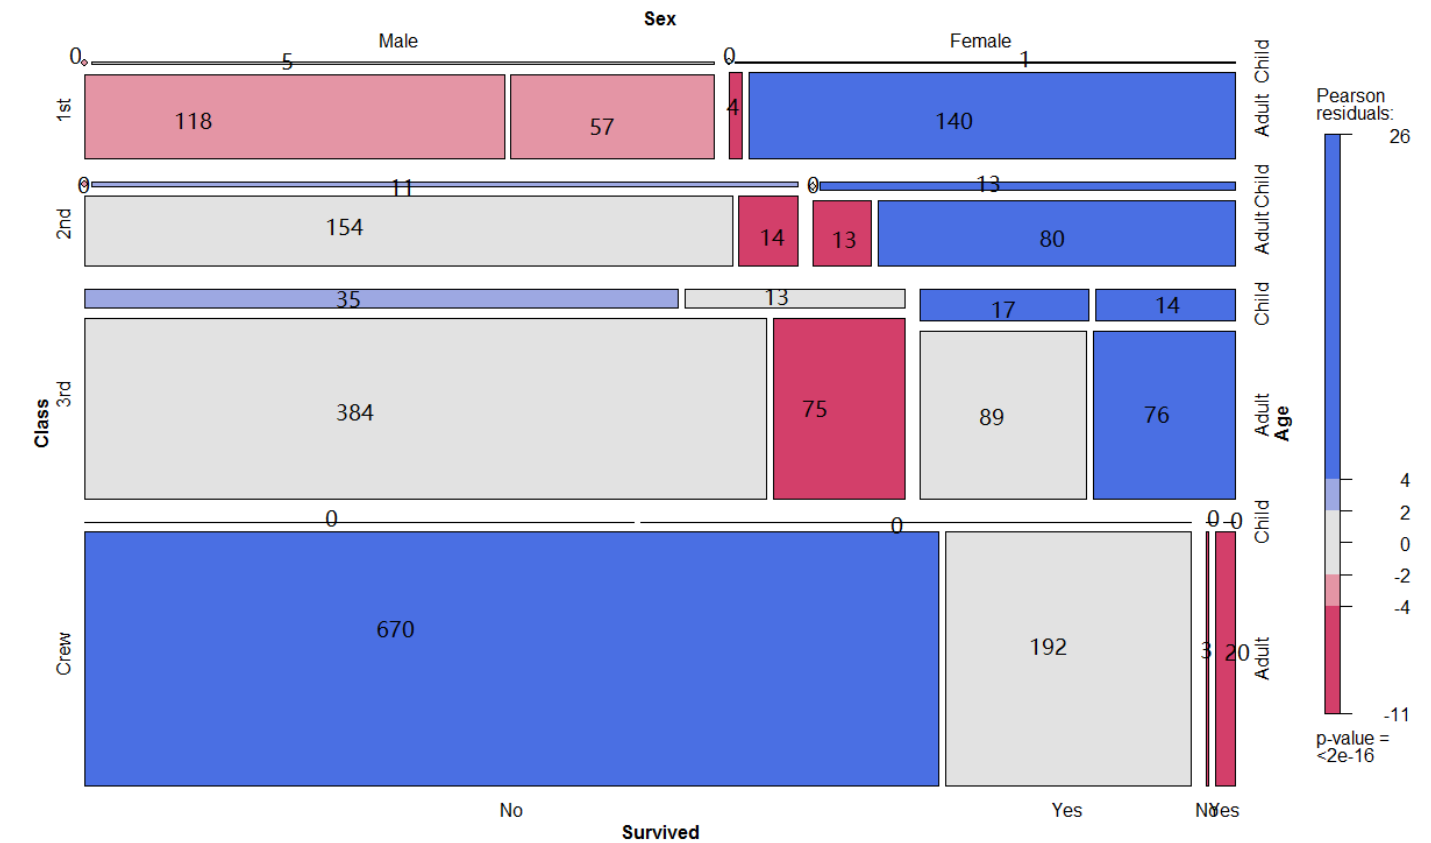 Sex
Male
Female
0
5
0
1
Child
1st
118
57
4
140
Adult
0
11
0
13
Child
2nd
154
14
13
80
Adult
35
13
17
14
Child
3rd
384
75
89
76
Adult
Class
Age
0
0
0
0
Child
Crew
670
192
3
20
Adult
No
Yes
No
Yes
Survived
Pearson
residuals:
26
4
2
0
-2
-4
-11
p-value =
<2e-16